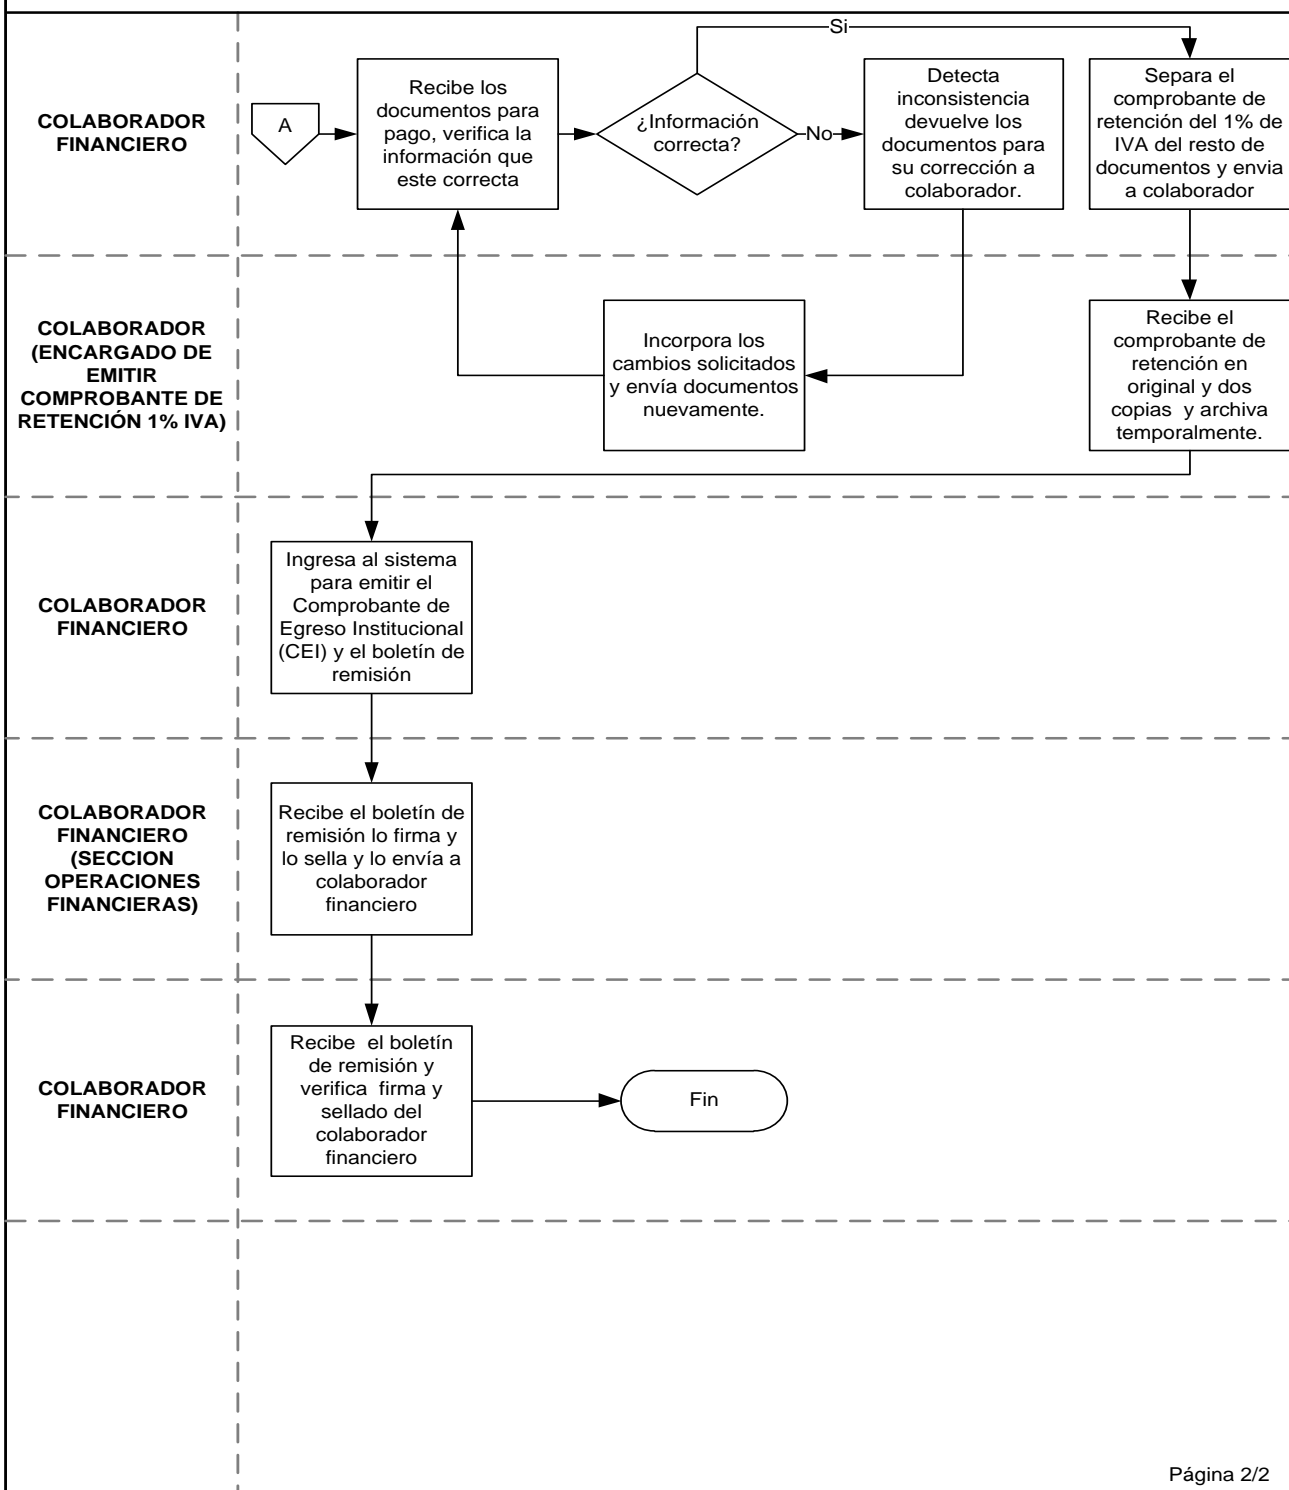 Si
COLABORADOR
FINANCIERO
A
Recibe los
documentos para
pago, verifica la
información que
este correcta
¿Información
correcta?
No
Detecta
inconsistencia
devuelve los
documentos para
su corrección a
colaborador.
Separa el
comprobante de
retención del 1% de
IVA del resto de
documentos y envia
a colaborador
COLABORADOR
(ENCARGADO DE
EMITIR
COMPROBANTE DE
RETENCIÓN 1% IVA)
Incorpora los
cambios solicitados
y envía documentos
nuevamente.
Recibe el
comprobante de
retención en
original y dos
copias y archiva
temporalmente.
COLABORADOR
FINANCIERO
Ingresa al sistema
para emitir el
Comprobante de
Egreso Institucional
(CEI) y el boletín de
remisión
COLABORADOR
FINANCIERO
(SECCION
OPERACIONES
FINANCIERAS)
Recibe el boletín de
remisión lo firma y
lo sella y lo envía a
colaborador
financiero
COLABORADOR
FINANCIERO
Recibe el boletín
de remisión y
verifica firma y
sellado del
colaborador
financiero
Fin
Página 2/2